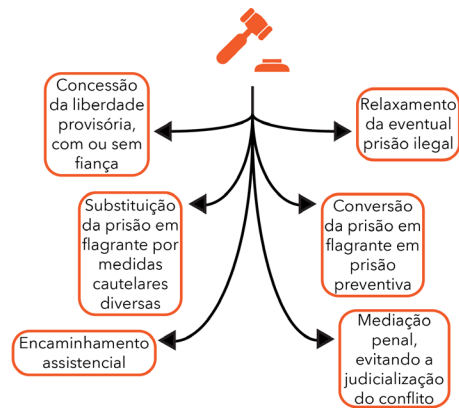 Concessão
da liberdade
provisória,
com ou sem
fiança
Relaxamento
da eventual
prisão ilegal
Substituição
da prisão em
flagrante por
medidas
cautelares
diversas
Conversão
da prisão em
flagrante em
prisão
preventiva
Encaminhamento
assistencial
Mediação
penal,
evitando a
judicialização
do conflito